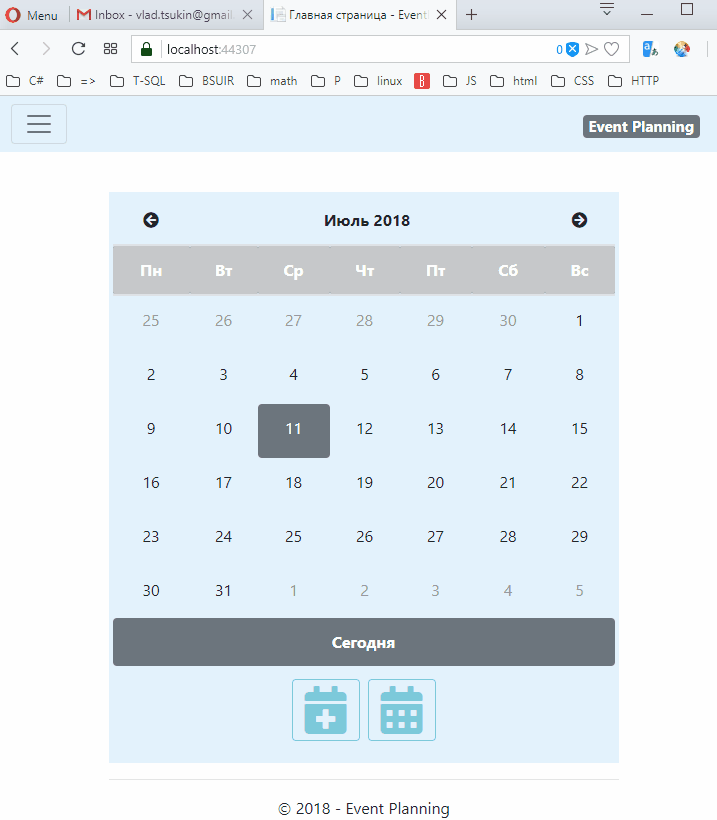 Menu Inbox - vlad.tsukin@gmail. Главная страница - Event
localhost:44307 0
C# => T-SQL BSUIR math P linux B JS html CSS HTTP
Event Planning
Июль 2018
Пн Вт Ср Чт Пт Сб Вс
25 26 27 28 29 30 1
2 3 4 5 6 7 8
9 10 11 12 13 14 15
16 17 18 19 20 21 22
23 24 25 26 27 28 29
30 31 1 2 3 4 5
Сегодня
© 2018 - Event Planning